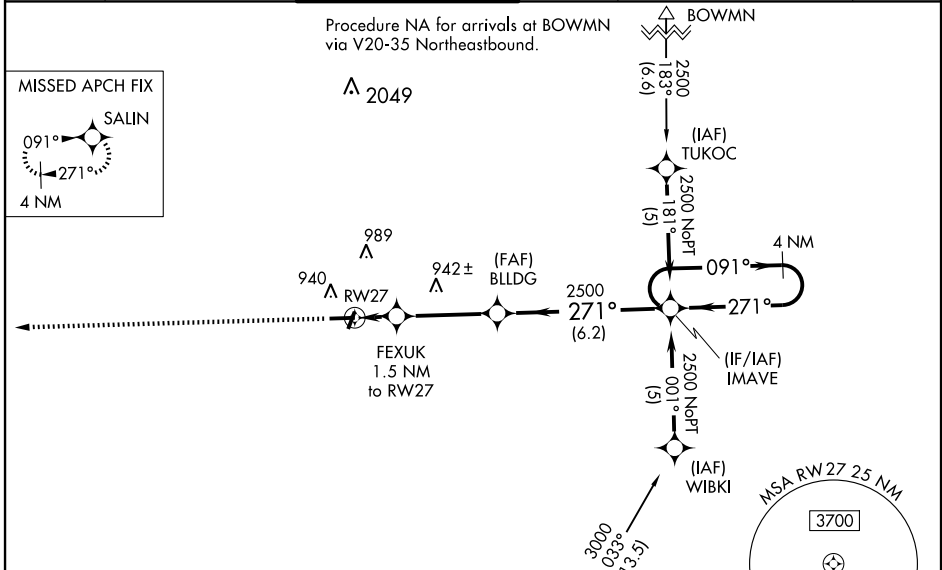 Procedure NA for arrivals at BOWMN
via V20-35 Northeastbound.
BOWMN
2049
2500
183°
(6.6)
MISSED APCH FIX
SALIN
091°
271°
4 NM
(IAF)
TUKOC
2500 NoPT
181°
(5)
4 NM
091°
271°
989
940
942±
RW27
(FAF)
BLLDG
2500
271°
(6.2)
FEXUK
1.5 NM
to RW27
(IF/IAF)
IMAVE
2500 NoPT
001°
(5)
(IAF)
WIBKI
3000
033°
13.5)
MSA RW27 25 NM
3700